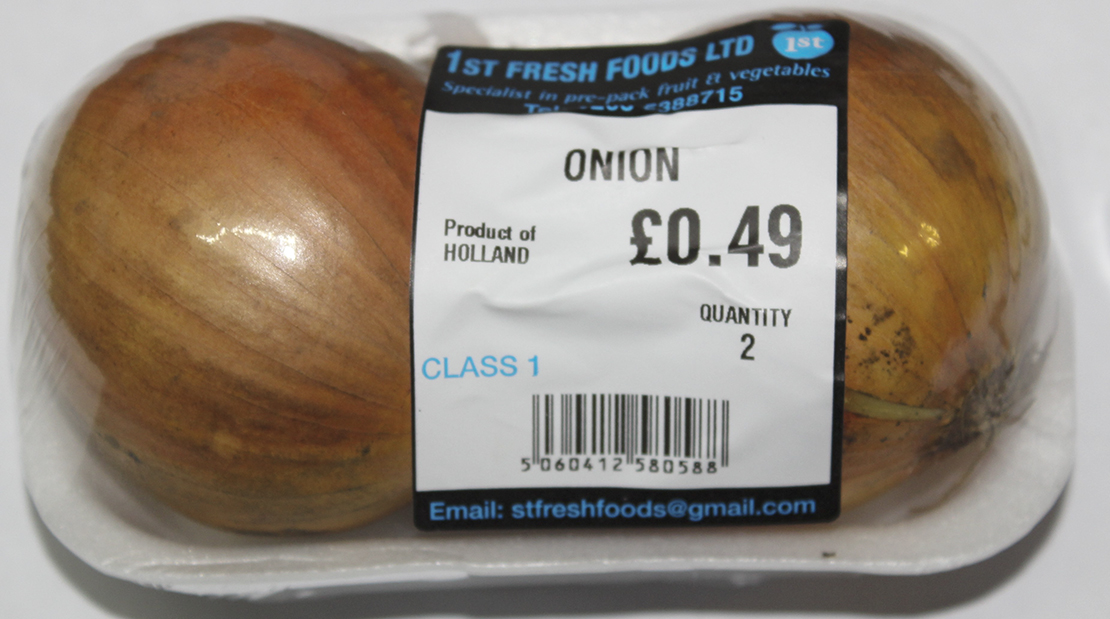 1ST FRESH FOODS LTD
1st
Specialist in pre-pack fruit & vegetables
ONION
£0.49
Product of
HOLLAND
QUANTITY
2
CLASS 1
5 060412 580588
Email: stfreshfoods@gmail.com